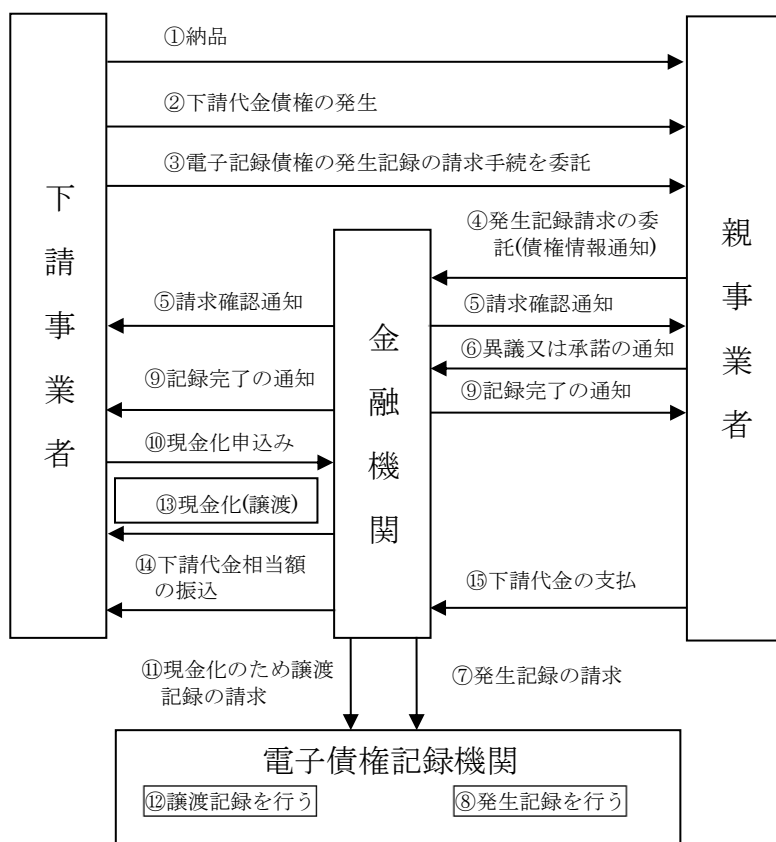 ①納品
②下請代金債権の発生
③電子記録債権の発生記録の請求手続を委託
下請事業者
親事業者
④発生記録請求の委
託(債権情報通知)
⑤請求確認通知
⑤請求確認通知
金融機関
⑥異議又は承諾の通知
⑨記録完了の通知
⑨記録完了の通知
⑩現金化申込み
⑬現金化(譲渡)
⑭下請代金相当額
の振込
⑮下請代金の支払
⑪現金化のため譲渡
記録の請求
⑦発生記録の請求
電子債権記録機関
⑫譲渡記録を行う
⑧発生記録を行う